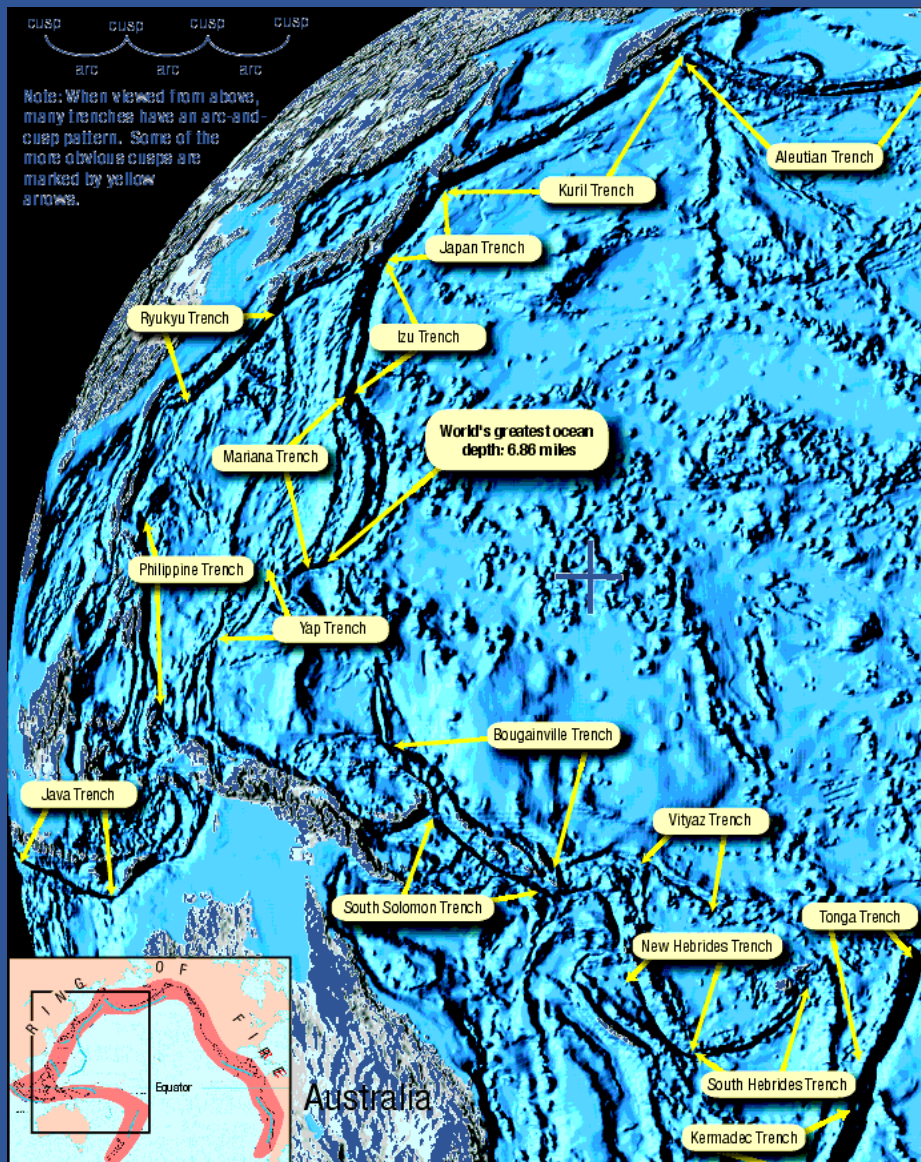 cusp cusp cusp cusp
arc arc arc
Note: When viewed from above,
many trenches have an arc-and-
cusp pattern. Some of the
more obvious cusps are
marked by yellow
arrows.
Aleutian Trench
Kuril Trench
Japan Trench
Ryukyu Trench
Izu Trench
World's greatest ocean
depth: 6.86 miles
Mariana Trench
Philippine Trench
Yap Trench
Bougainville Trench
Java Trench
Vityaz Trench
South Solomon Trench
Tonga Trench
New Hebrides Trench
South Hebrides Trench
Kermadec Trench
RING OF FIRE
Equator
Australia